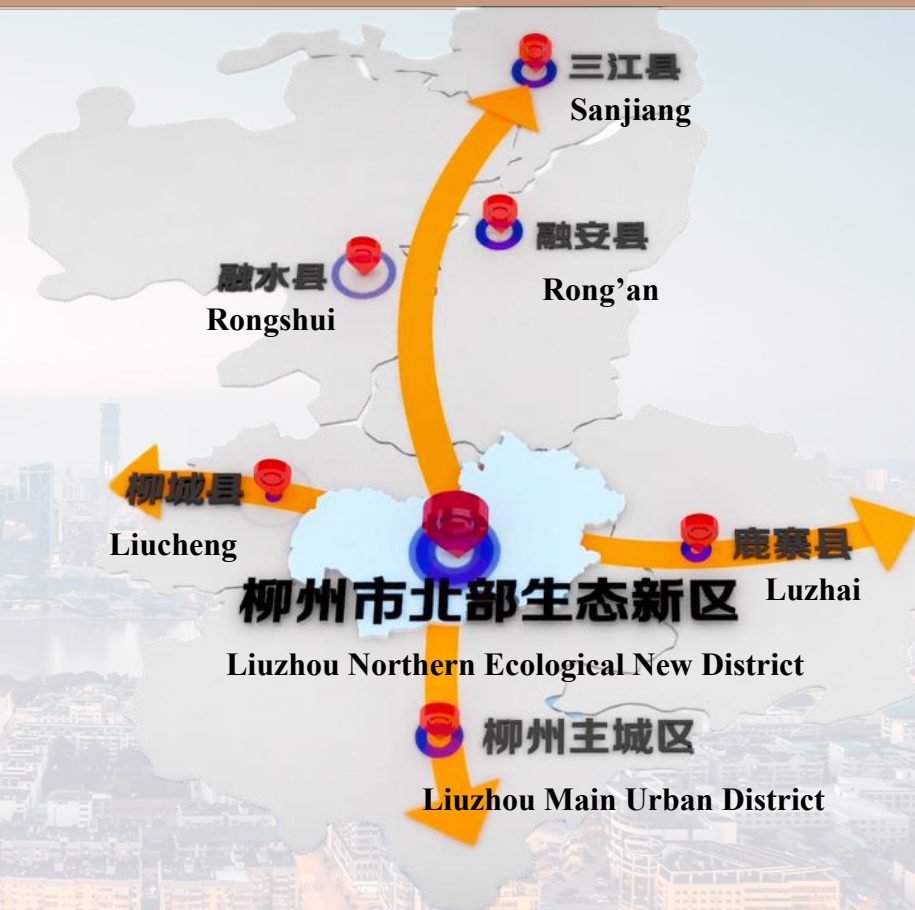 三江县
Sanjiang
融安县
Rong’an
融水县
Rongshui
柳城县
Liucheng
鹿寨县
Luzhai
柳州市北部生态新区
Liuzhou Northern Ecological New District
柳州主城区
Liuzhou Main Urban District